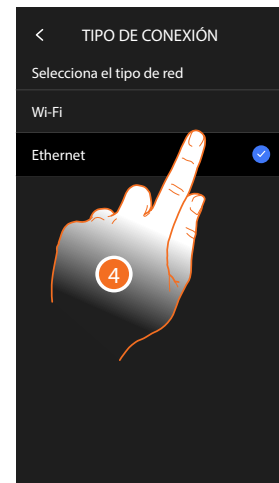 TIPO DE CONEXIÓN
Selecciona el tipo de red
Wi-Fi
Ethernet
4